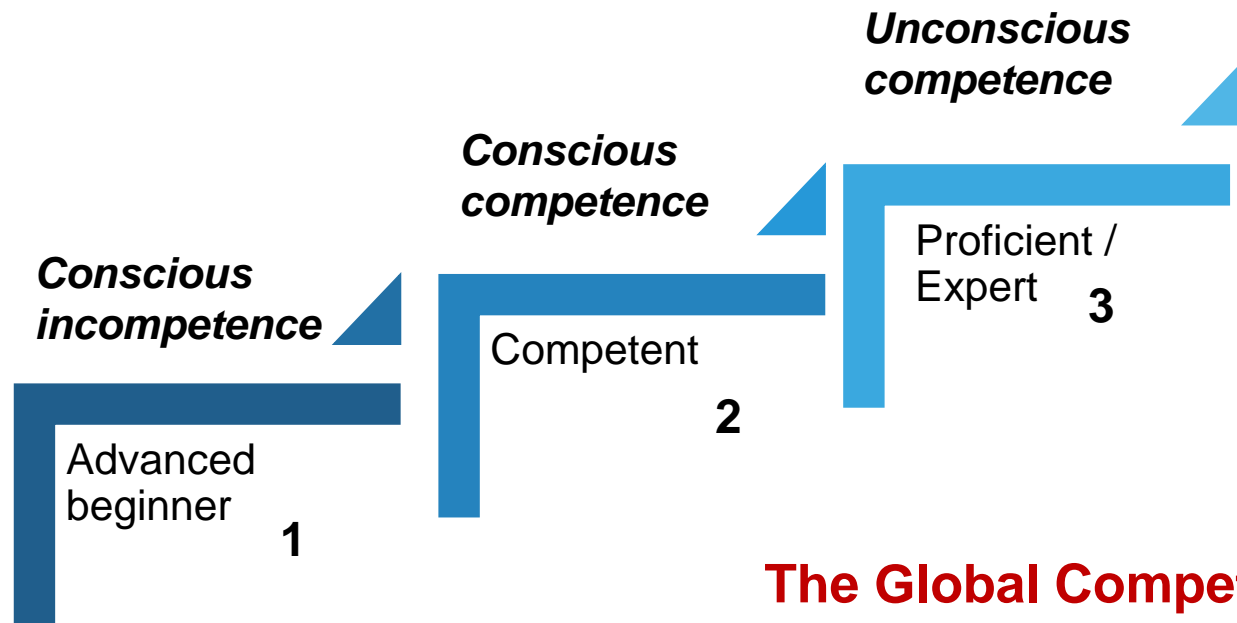 Unconscious
competence
Conscious
competence
Conscious
incompetence
Proficient /
Expert
3
Competent
2
Advanced
beginner
1
The Global